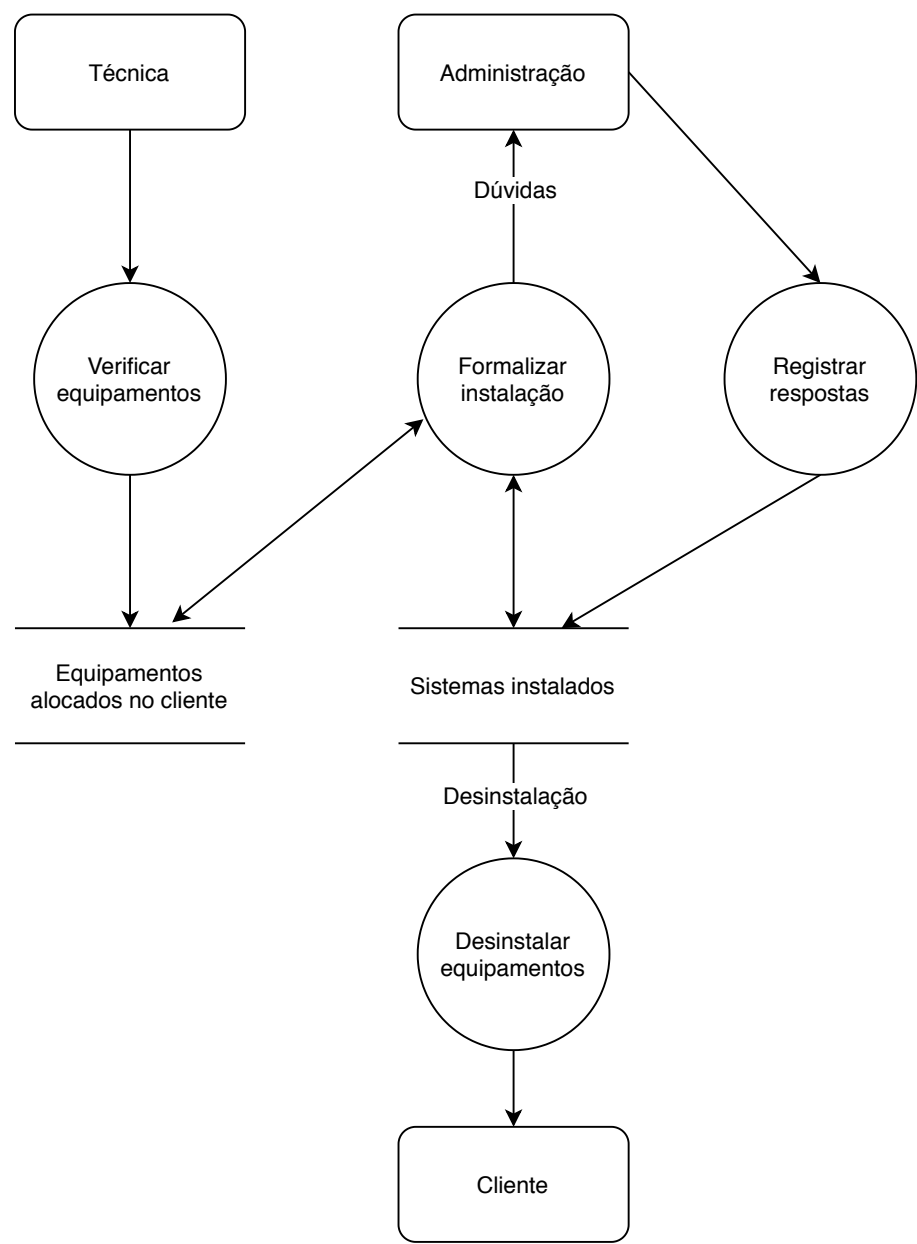 Técnica
Administração
Dúvidas
Verificar
equipamentos
Formalizar
instalação
Registrar
respostas
Equipamentos
alocados no cliente
Sistemas instalados
Desinstalação
Desinstalar
equipamentos
Cliente